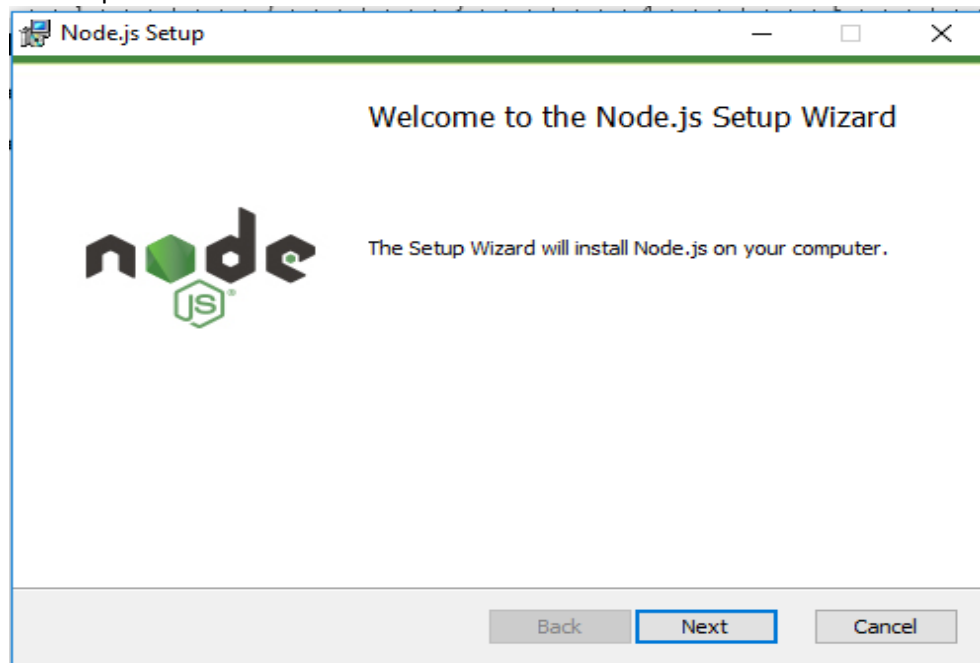 Node.js Setup
Welcome to the Node.js Setup Wizard
node
JS
The Setup Wizard will install Node.js on your computer.
Back Next Cancel